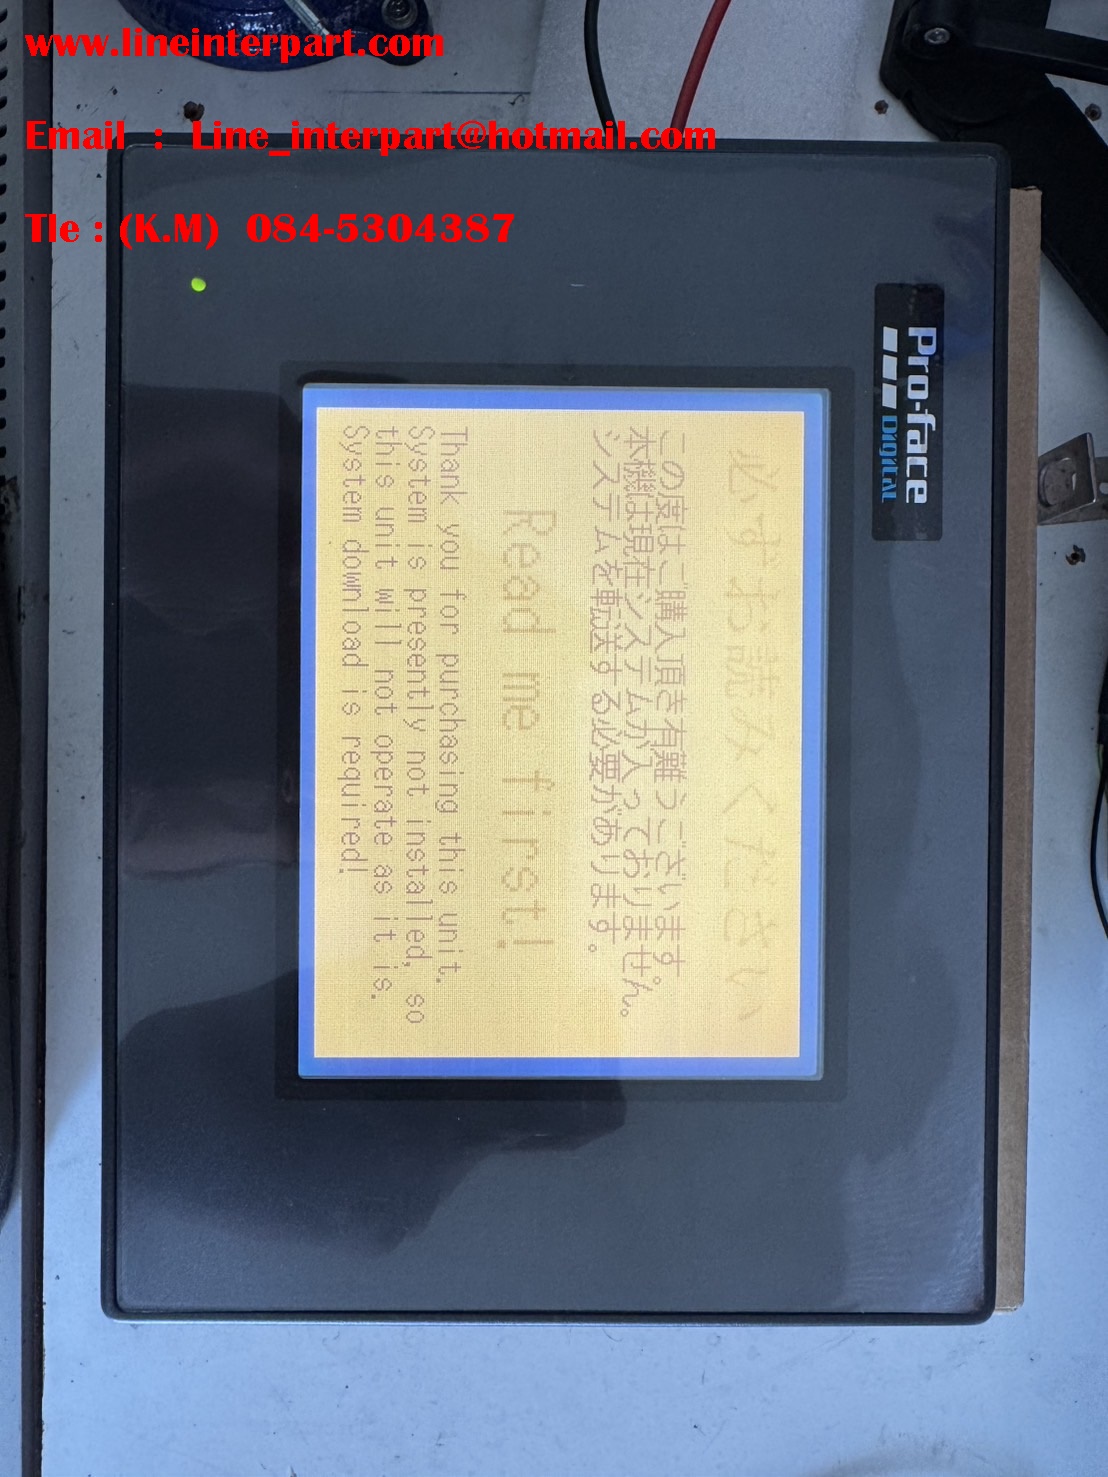 www.lineinterpart.com
Email : Line_interpart@hotmail.com
Tle : (K.M) 084-5304387
Pro-face
Digital
必ずお読みください
この度はご購入頂き有難うございます。
本機は現在システムが入っておりません。
システムを転送する必要があります。
Read me first!
Thank you for purchasing this unit.
System is presently not installed, so
this unit will not operate as it is.
System download is required!